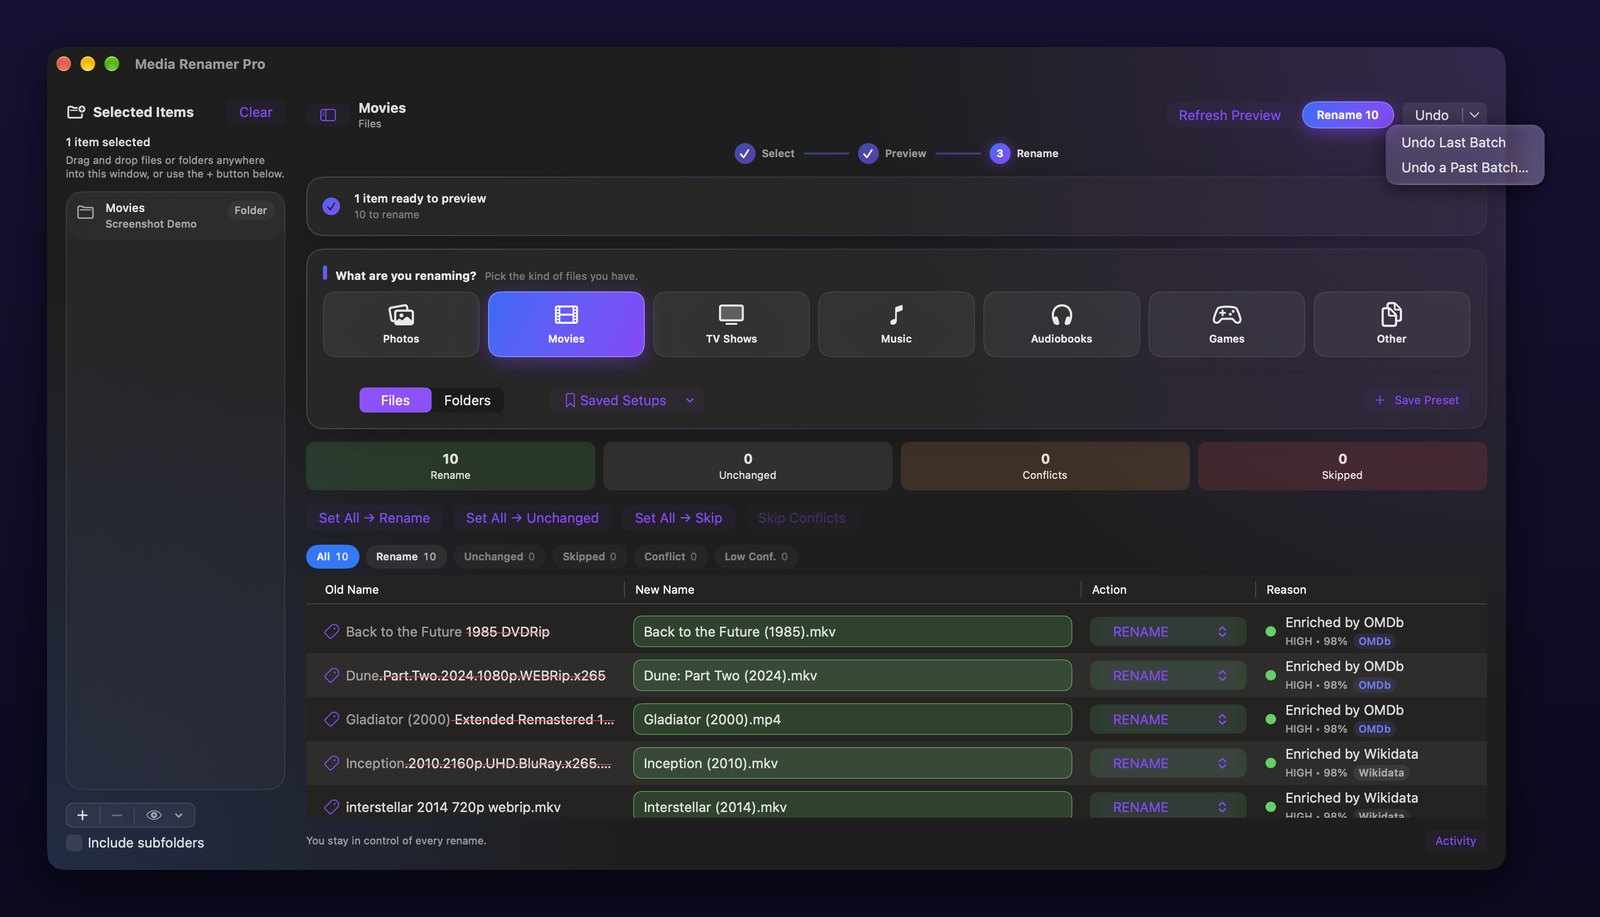 Media Renamer Pro
Selected Items
Clear
1 item selected
Drag and drop files or folders anywhere
into this window, or use the + button below.
Movies
Folder
Screenshot Demo
Include subfolders
Movies
Files
Refresh Preview
Rename 10
Undo
Undo Last Batch
Undo a Past Batch...
Select
Preview
3 Rename
1 item ready to preview
10 to rename
What are you renaming? Pick the kind of files you have.
Photos
Movies
TV Shows
Music
Audiobooks
Games
Other
Files
Folders
Saved Setups
+ Save Preset
10
Rename
0
Unchanged
0
Conflicts
0
Skipped
Set All → Rename
Set All → Unchanged
Set All → Skip
Skip Conflicts
All 10
Rename 10
Unchanged 0
Skipped 0
Conflict 0
Low Conf. 0
Old Name
New Name
Action
Reason
Back to the Future 1985 DVDRip
Back to the Future (1985).mkv
RENAME
Enriched by OMDb
HIGH • 98% OMDb
Dune.Part.Two.2024.1080p.WEBRip.x265
Dune: Part Two (2024).mkv
RENAME
Enriched by OMDb
HIGH • 98% OMDb
Gladiator (2000) Extended Remastered 1...
Gladiator (2000).mp4
RENAME
Enriched by OMDb
HIGH • 98% OMDb
Inception.2010.2160p.UHD.BluRay.x265....
Inception (2010).mkv
RENAME
Enriched by Wikidata
HIGH • 98% Wikidata
interstellar 2014 720p webrip.mkv
Interstellar (2014).mkv
RENAME
Enriched by Wikidata
HIGH • 98% Wikidata
You stay in control of every rename.
Activity